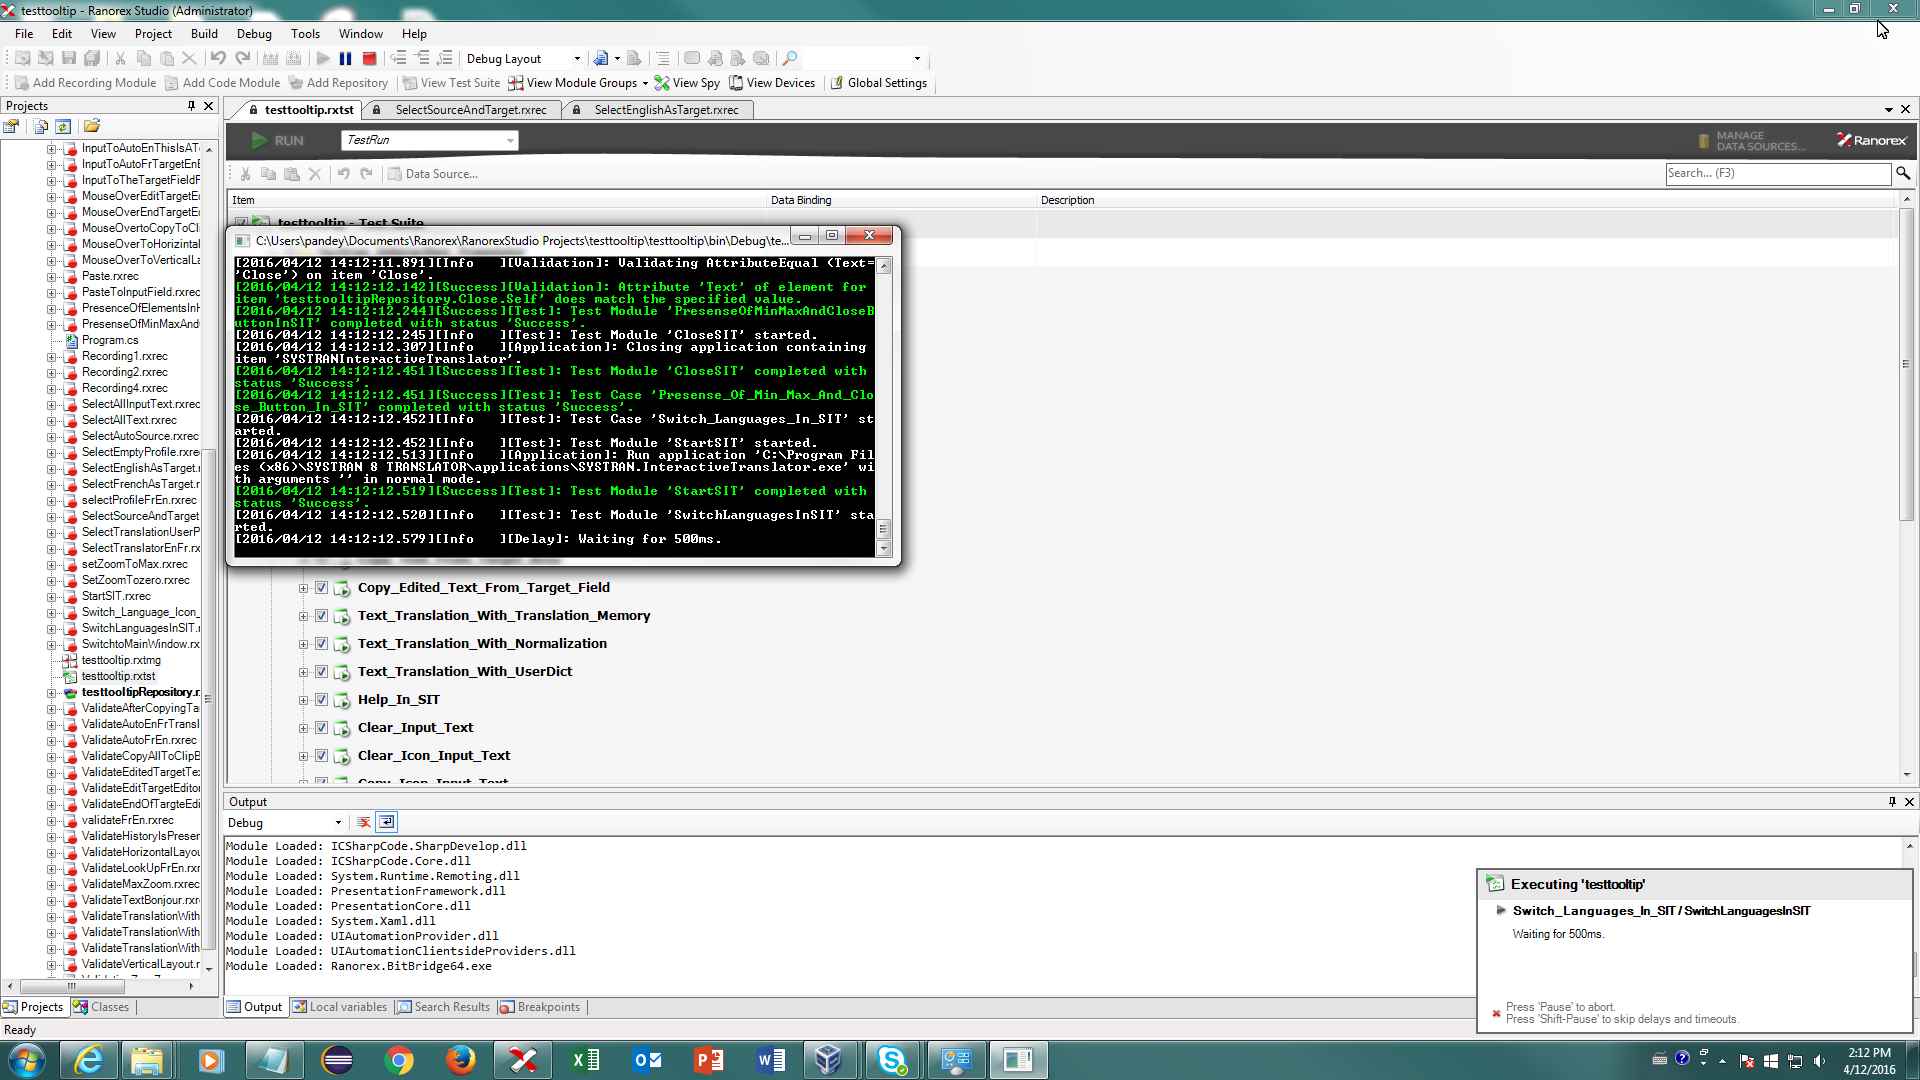 testtooltip - Ranorex Studio (Administrator)
File Edit View Project Build Debug Tools Window Help
Debug Layout
Add Recording Module Add Code Module Add Repository View Test Suite View Module Groups View Spy View Devices Global Settings
Projects
testtooltip.rxtst SelectSourceAndTarget.rxrec SelectEnglishAsTarget.rxrec
RUN TestRun MANAGE DATA SOURCES... Ranorex
Data Source... Search... (F3)
Item Data Binding Description
testtooltip - Test Suite
C:\Users\pandey\Documents\Ranorex\RanorexStudio Projects\testtooltip\testtooltip\bin\Debug\te...
[2016/04/12 14:12:11.891][Info ][Validation]: Validating AttributeEqual (Text=
'Close') on item 'Close'.
[2016/04/12 14:12:12.142][Success][Validation]: Attribute 'Text' of element for
item 'testtooltipRepository.Close.Self' does match the specified value.
[2016/04/12 14:12:12.244][Success][Test]: Test Module 'PresenseOfMinMaxAndCloseB
uttonInSIT' completed with status 'Success'.
[2016/04/12 14:12:12.245][Info ][Test]: Test Module 'CloseSIT' started.
[2016/04/12 14:12:12.307][Info ][Application]: Closing application containing
item 'SYSTRANInteractiveTranslator'.
[2016/04/12 14:12:12.451][Success][Test]: Test Module 'CloseSIT' completed with
status 'Success'.
[2016/04/12 14:12:12.451][Success][Test]: Test Case 'Presense_Of_Min_Max_And_Clo
se_Button_In_SIT' completed with status 'Success'.
[2016/04/12 14:12:12.452][Info ][Test]: Test Case 'Switch_Languages_In_SIT' st
arted.
[2016/04/12 14:12:12.452][Info ][Test]: Test Module 'StartSIT' started.
[2016/04/12 14:12:12.513][Info ][Application]: Run application 'C:\Program Fil
es (x86)\SYSTRAN 8 TRANSLATOR\applications\SYSTRAN.InteractiveTranslator.exe' wi
th arguments '' in normal mode.
[2016/04/12 14:12:12.519][Success][Test]: Test Module 'StartSIT' completed with
status 'Success'.
[2016/04/12 14:12:12.520][Info ][Test]: Test Module 'SwitchLanguagesInSIT' sta
rted.
[2016/04/12 14:12:12.579][Info ][Delay]: Waiting for 500ms.
Copy_Edited_Text_From_Target_Field
Text_Translation_With_Translation_Memory
Text_Translation_With_Normalization
Text_Translation_With_UserDict
Help_In_SIT
Clear_Input_Text
Clear_Icon_Input_Text
Copy_Icon_Input_Text
InputToAutoEnThisIsAT
InputToAutoFrTargetEnE
InputToTheTargetFieldF
MouseOverEditTargetE
MouseOverEndTargetE
MouseOvertoCopyToCl
MouseOverToHorizintal
MouseOverToVerticalLa
Paste.rxrec
PasteToInputField.rxrec
PresenceOfElementsInH
PresenseOfMinMaxAnd
Program.cs
Recording1.rxrec
Recording2.rxrec
Recording4.rxrec
SelectAllInputText.rxrec
SelectAllText.rxrec
SelectAutoSource.rxrec
SelectEmptyProfile.rxre
SelectEnglishAsTarget.r
SelectFrenchAsTarget.r
selectProfileFrEn.rxrec
SelectSourceAndTarget
SelectTranslationUserP
SelectTranslatorEnFr.rx
setZoomToMax.rxrec
SetZoomTozero.rxrec
StartSIT.rxrec
Switch_Language_Icon_
SwitchLanguagesInSIT.r
SwitchtoMainWindow.rx
testtooltip.rxtmg
testtooltip.rxtst
testtooltipRepository.r
ValidateAfterCopyingTa
ValidateAutoEnFrTransl
ValidateAutoFrEn.rxrec
ValidateCopyAllToClipB
ValidateEditedTargetTe
ValidateEditTargetEditor
ValidateEndOfTargteEdi
validateFrEn.rxrec
ValidateHistoryIsPreser
ValidateHorizontalLayou
ValidateLookUpFrEn.rxr
ValidateMaxZoom.rxrec
ValidateTextBonjour.rxr
ValidateTranslationWith
ValidateTranslationWith
ValidateTranslationWith
ValidateVerticalLayout.r
Projects Classes
Output
Debug
Module Loaded: ICSharpCode.SharpDevelop.dll
Module Loaded: ICSharpCode.Core.dll
Module Loaded: System.Runtime.Remoting.dll
Module Loaded: PresentationFramework.dll
Module Loaded: PresentationCore.dll
Module Loaded: System.Xaml.dll
Module Loaded: UIAutomationProvider.dll
Module Loaded: UIAutomationClientsideProviders.dll
Module Loaded: Ranorex.BitBridge64.exe
Output Local variables Search Results Breakpoints
Executing 'testtooltip'
Switch_Languages_In_SIT / SwitchLanguagesInSIT
Waiting for 500ms.
Press 'Pause' to abort.
Press 'Shift-Pause' to skip delays and timeouts.
Ready
2:12 PM
4/12/2016